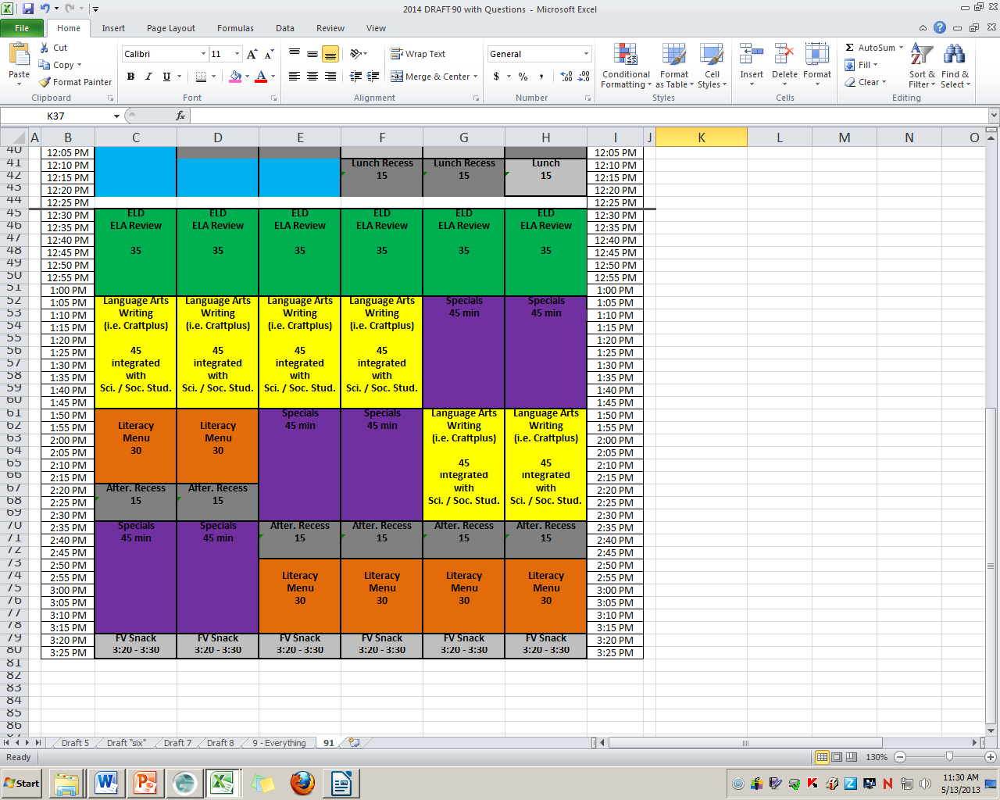 2014 DRAFT 90 with Questions - Microsoft Excel
File Home Insert Page Layout Formulas Data Review View
Paste
Cut
Copy
Format Painter
Clipboard
Calibri 11
B I U
Font
Wrap Text
Merge & Center
Alignment
General
$ % ,
Number
Conditional Formatting
Format as Table
Cell Styles
Styles
Insert Delete Format
Cells
AutoSum
Fill
Clear
Sort & Filter
Find & Select
Editing
K37 fx
A B C D E F G H I J K L M N O
40 12:05 PM 12:05 PM
41 12:10 PM Lunch Recess Lunch Recess Lunch 12:10 PM
42 12:15 PM 15 15 15 12:15 PM
43 12:20 PM 12:20 PM
44 12:25 PM 12:25 PM
45 12:30 PM ELD ELD ELD ELD ELD ELD 12:30 PM
46 12:35 PM ELA Review ELA Review ELA Review ELA Review ELA Review ELA Review 12:35 PM
47 12:40 PM 12:40 PM
48 12:45 PM 35 35 35 35 35 35 12:45 PM
49 12:50 PM 12:50 PM
50 12:55 PM 12:55 PM
51 1:00 PM 1:00 PM
52 1:05 PM Language Arts Language Arts Language Arts Language Arts Specials Specials 1:05 PM
53 1:10 PM Writing Writing Writing Writing 45 min 45 min 1:10 PM
54 1:15 PM (i.e. Craftplus) (i.e. Craftplus) (i.e. Craftplus) (i.e. Craftplus) 1:15 PM
55 1:20 PM 1:20 PM
56 1:25 PM 45 45 45 45 1:25 PM
57 1:30 PM integrated integrated integrated integrated 1:30 PM
58 1:35 PM with with with with 1:35 PM
59 1:40 PM Sci. / Soc. Stud. Sci. / Soc. Stud. Sci. / Soc. Stud. Sci. / Soc. Stud. 1:40 PM
60 1:45 PM 1:45 PM
61 1:50 PM Specials Specials Language Arts Language Arts 1:50 PM
62 1:55 PM Literacy Literacy 45 min 45 min Writing Writing 1:55 PM
63 2:00 PM Menu Menu (i.e. Craftplus) (i.e. Craftplus) 2:00 PM
64 2:05 PM 30 30 2:05 PM
65 2:10 PM 45 45 2:10 PM
66 2:15 PM integrated integrated 2:15 PM
67 2:20 PM After. Recess After. Recess with with 2:20 PM
68 2:25 PM 15 15 Sci. / Soc. Stud. Sci. / Soc. Stud. 2:25 PM
69 2:30 PM 2:30 PM
70 2:35 PM Specials Specials After. Recess After. Recess After. Recess After. Recess 2:35 PM
71 2:40 PM 45 min 45 min 15 15 15 15 2:40 PM
72 2:45 PM 2:45 PM
73 2:50 PM 2:50 PM
74 2:55 PM Literacy Literacy Literacy Literacy 2:55 PM
75 3:00 PM Menu Menu Menu Menu 3:00 PM
76 3:05 PM 30 30 30 30 3:05 PM
77 3:10 PM 3:10 PM
78 3:15 PM 3:15 PM
79 3:20 PM FV Snack FV Snack FV Snack FV Snack FV Snack FV Snack 3:20 PM
80 3:25 PM 3:20 - 3:30 3:20 - 3:30 3:20 - 3:30 3:20 - 3:30 3:20 - 3:30 3:20 - 3:30 3:25 PM
81
82
83
84
85
86
87
Draft 5 Draft "six" Draft 7 Draft 8 9 - Everything 91
Ready 130%
Start 11:30 AM
5/13/2013